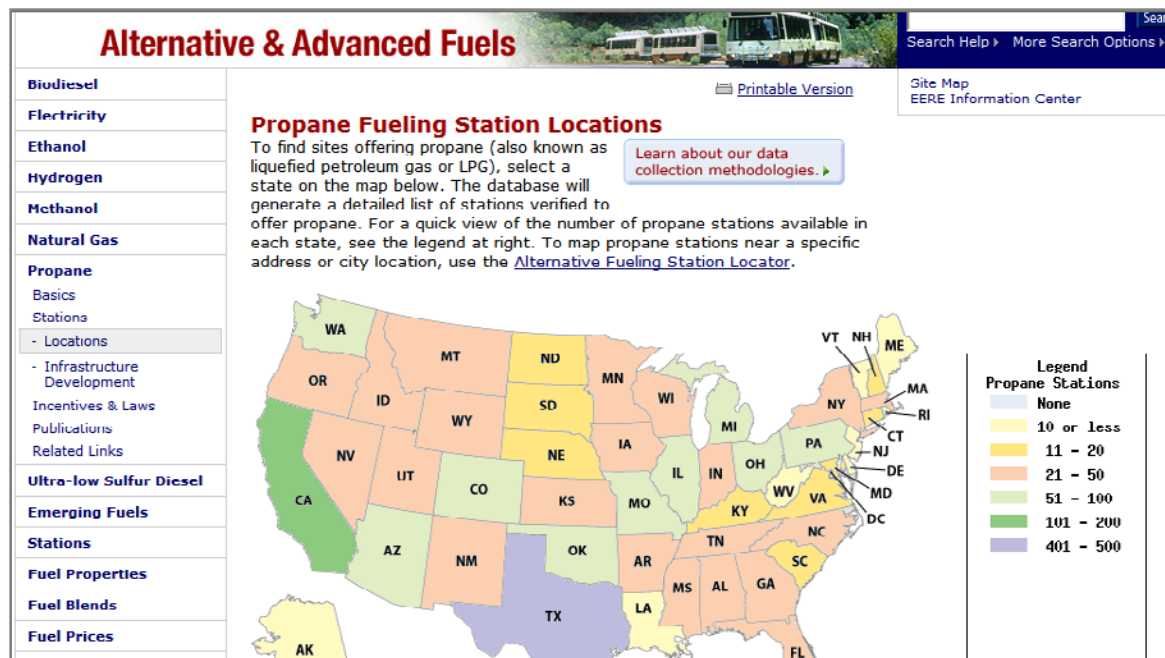 Alternative & Advanced Fuels
Search Help
More Search Options
Site Map
EERE Information Center
Biodiesel
Electricity
Ethanol
Hydrogen
Methanol
Natural Gas
Propane
Basics
Stations
- Locations
- Infrastructure
Development
Incentives & Laws
Publications
Related Links
Ultra-low Sulfur Diesel
Emerging Fuels
Stations
Fuel Properties
Fuel Blends
Fuel Prices
Printable Version
Propane Fueling Station Locations
To find sites offering propane (also known as
liquefied petroleum gas or LPG), select a
state on the map below. The database will
generate a detailed list of stations verified to
offer propane. For a quick view of the number of propane stations available in
each state, see the legend at right. To map propane stations near a specific
address or city location, use the Alternative Fueling Station Locator.
Learn about our data
collection methodologies.
WA
MT
ND
MN
VT
NH
ME
OR
ID
SD
WI
MA
WY
NY
RI
MI
CT
NE
IA
PA
NJ
NV
UT
IL
IN
OH
DE
CA
CO
KS
MO
WV
VA
MD
KY
DC
AZ
NM
OK
AR
TN
NC
SC
MS
AL
GA
TX
LA
AK
FL
Legend
Propane Stations
None
10 or less
11 - 20
21 - 50
51 - 100
101 - 200
401 - 500